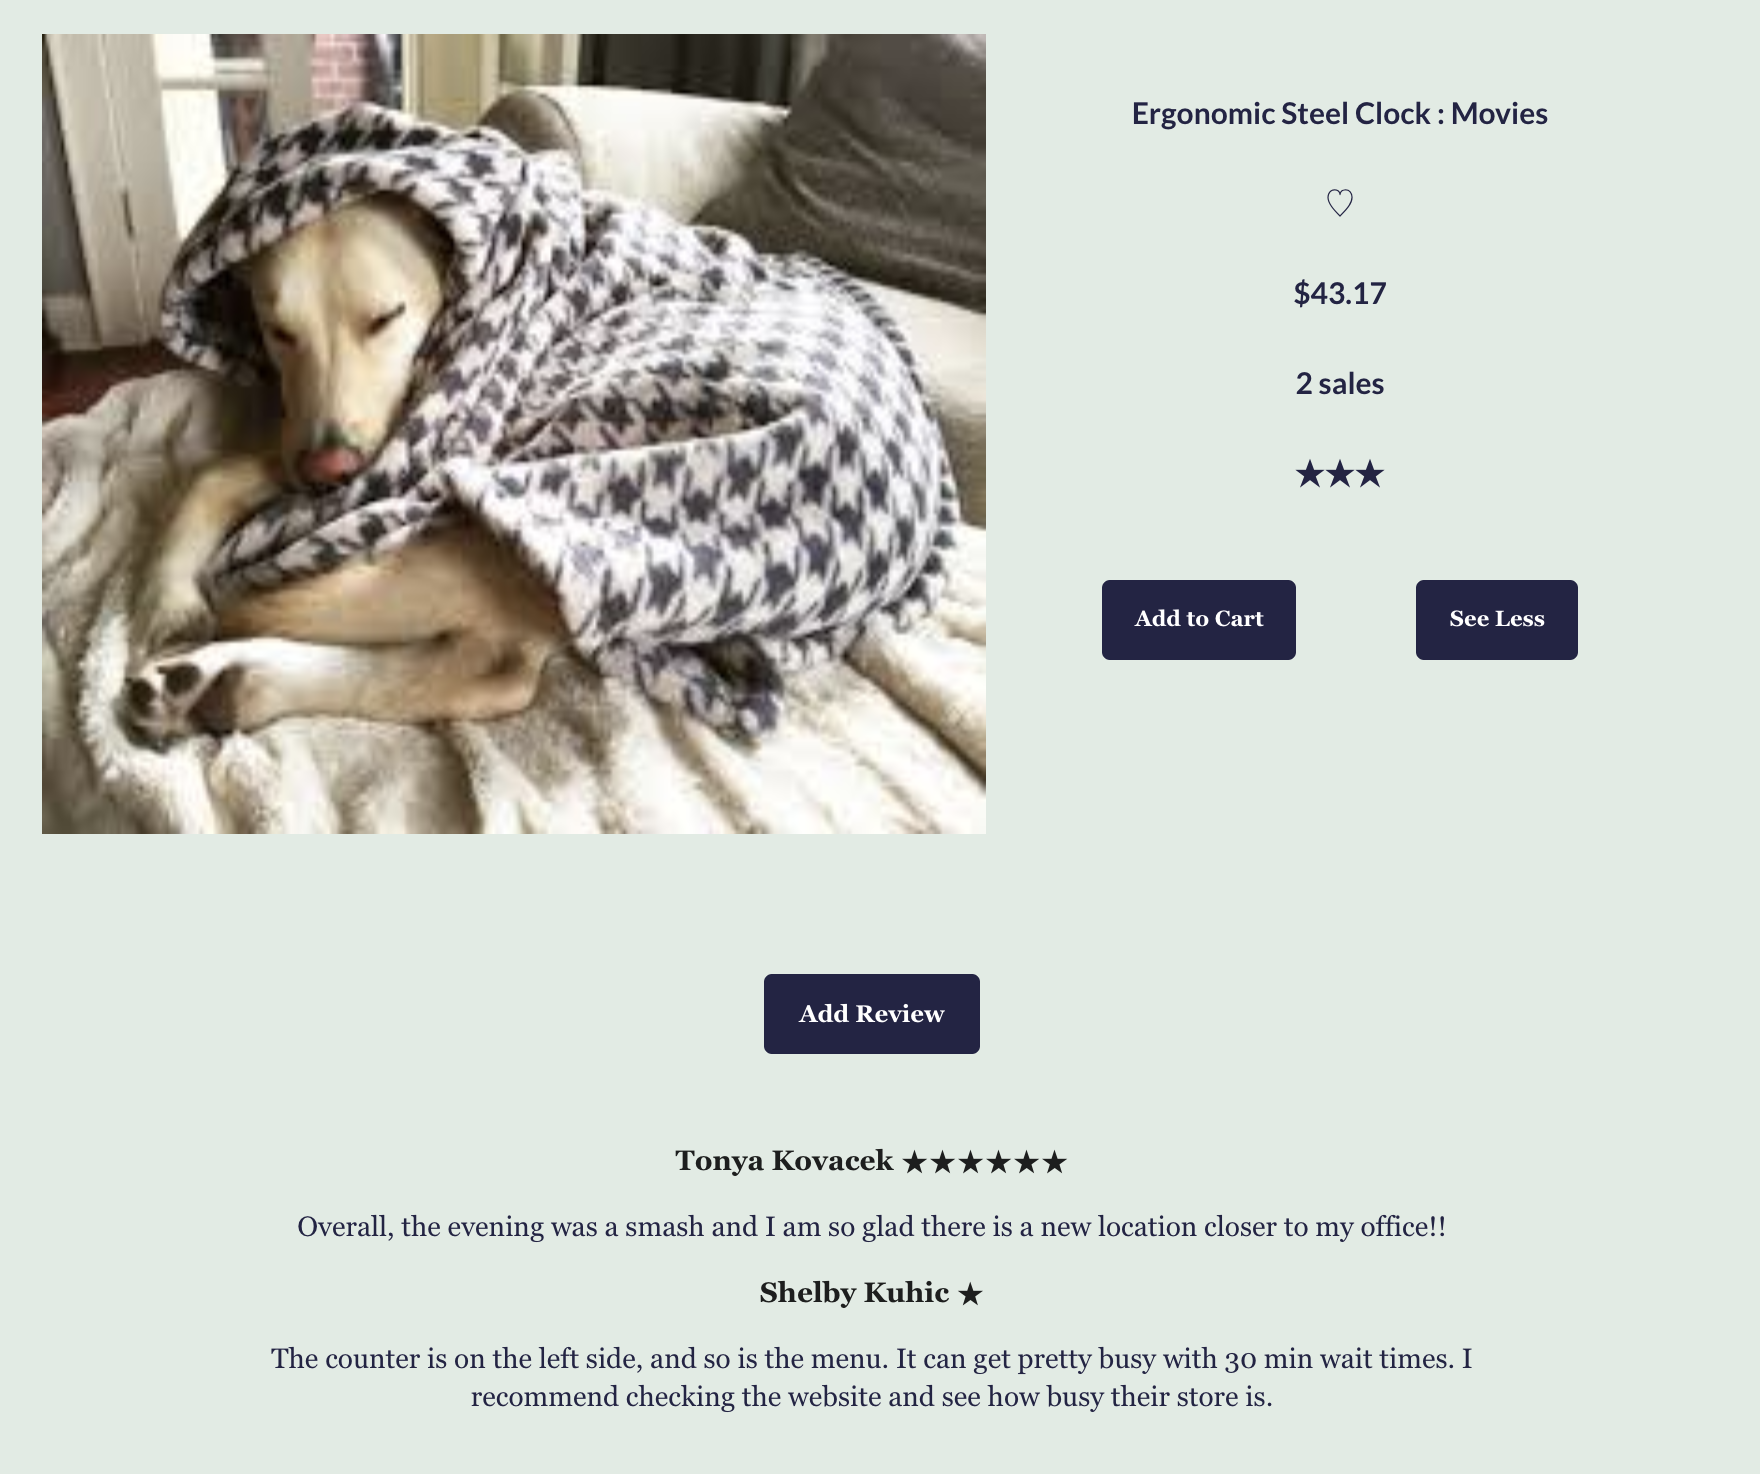 Ergonomic Steel Clock : Movies
♡
$43.17
2 sales
★★★
Add to Cart
See Less
Add Review
Tonya Kovacek ★★★★★★
Overall, the evening was a smash and I am so glad there is a new location closer to my office!!
Shelby Kuhic ★
The counter is on the left side, and so is the menu. It can get pretty busy with 30 min wait times. I
recommend checking the website and see how busy their store is.